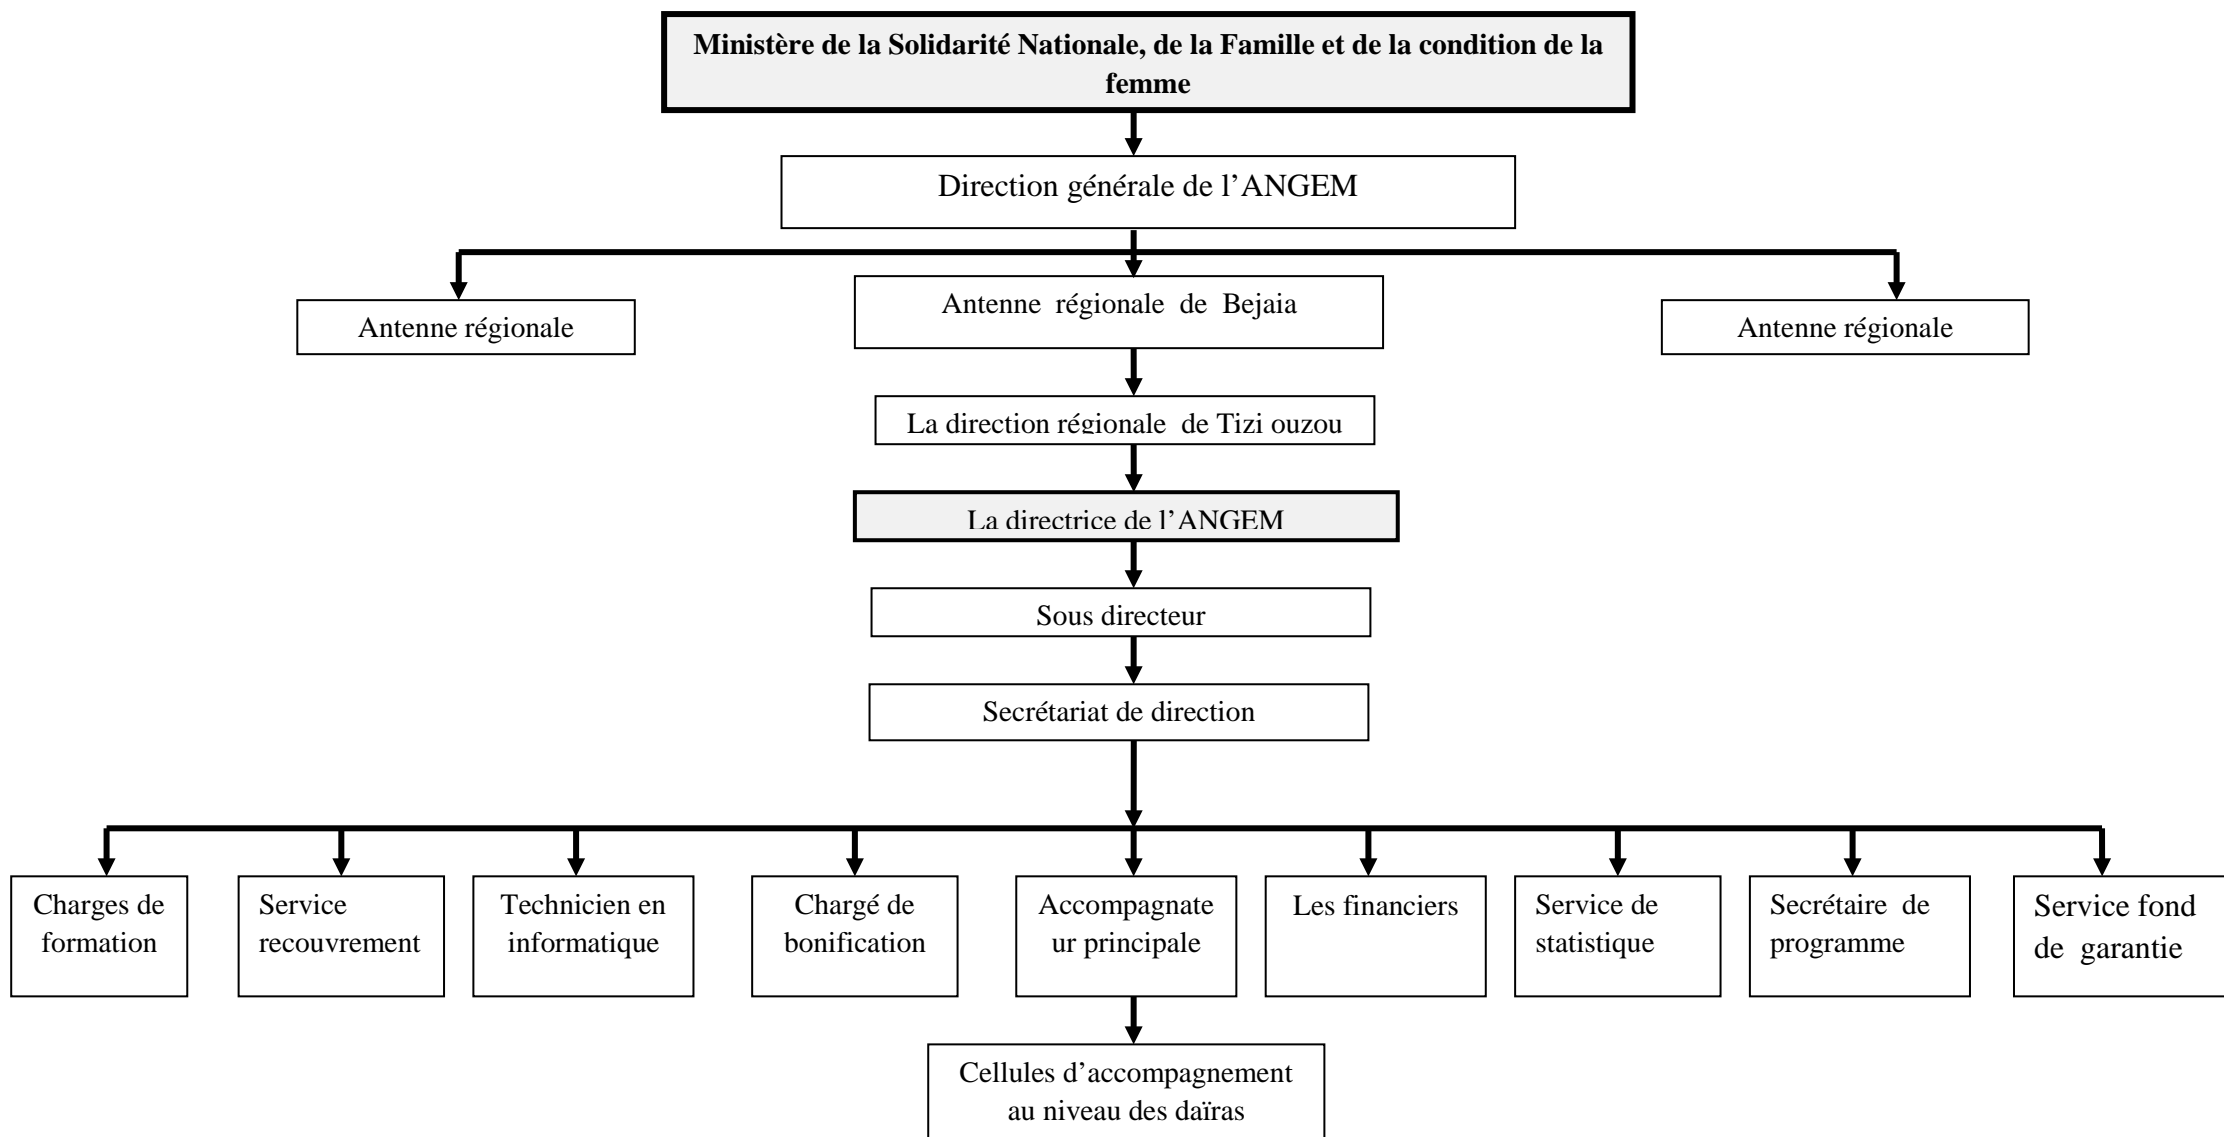 Ministère de la Solidarité Nationale, de la Famille et de la condition de la
femme
Direction générale de l’ANGEM
Antenne régionale
Antenne régionale de Bejaia
Antenne régionale
La direction régionale de Tizi ouzou
La directrice de l’ANGEM
Sous directeur
Secrétariat de direction
Charges de
formation
Service
recouvrement
Technicien en
informatique
Chargé de
bonification
Accompagnate
ur principale
Les financiers
Service de
statistique
Secrétaire de
programme
Service fond
de garantie
Cellules d’accompagnement
au niveau des daïras